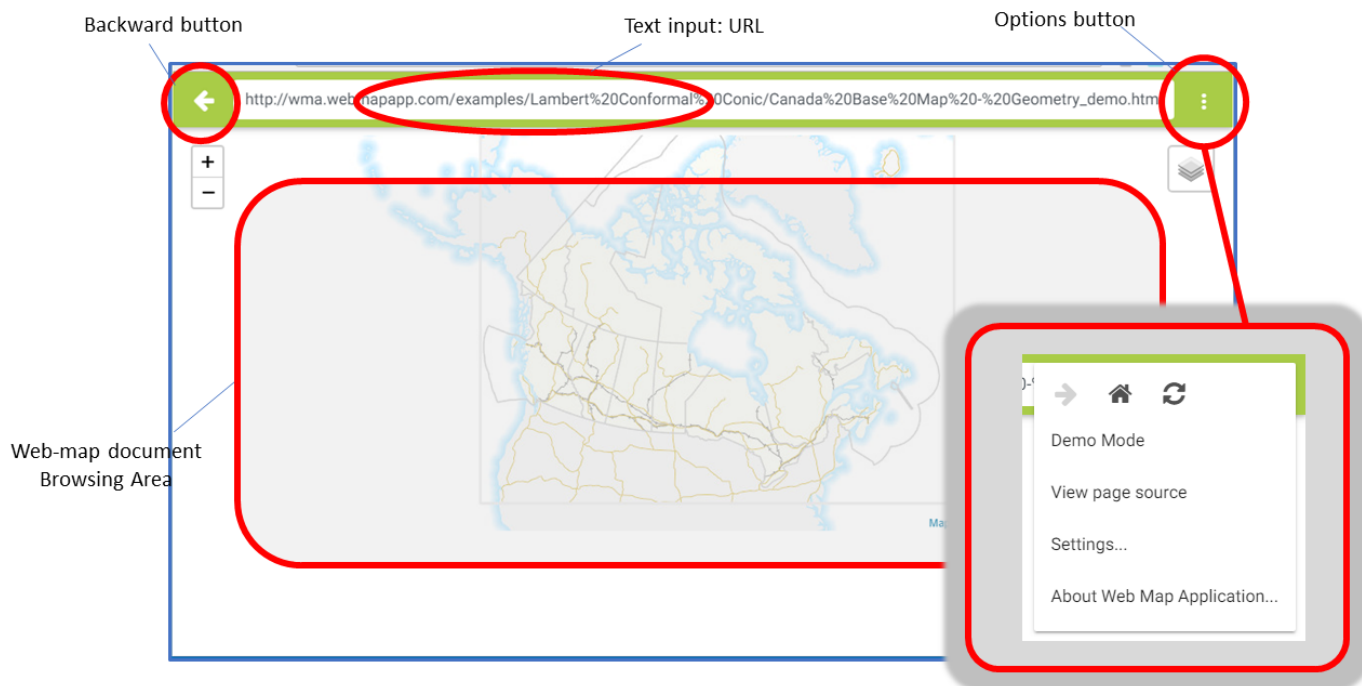 Backward button
Text input: URL
Options button
http://wma.webmapapp.com/examples/Lambert%20Conformal%20Conic/Canada%20Base%20Map%20-%20Geometry_demo.htm
+
−
Demo Mode
View page source
Settings...
About Web Map Application...
Web-map document
Browsing Area